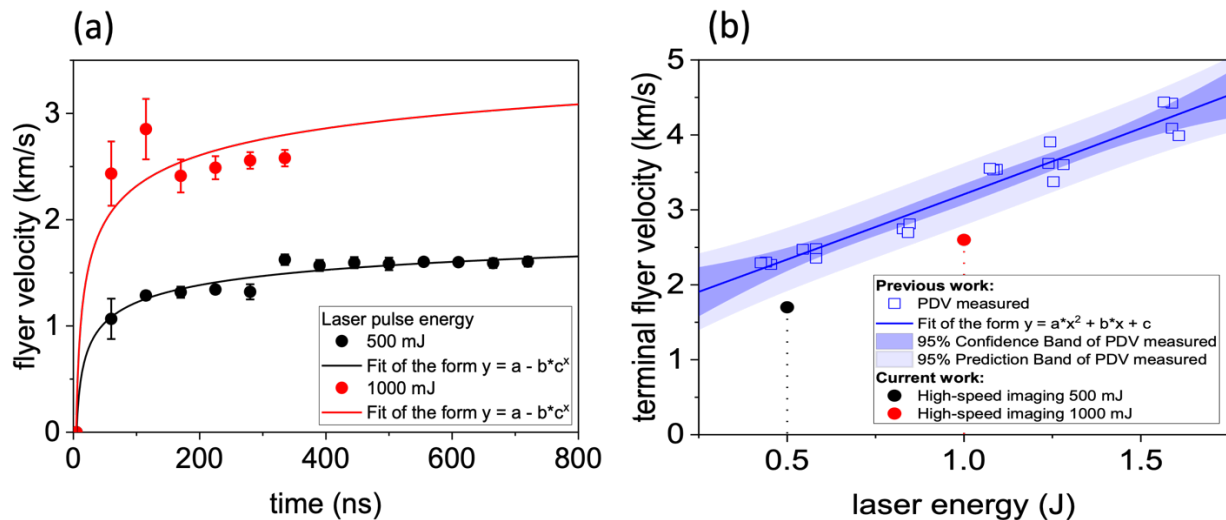 (a)
flyer velocity (km/s)
3
2
1
0
0
200
400
600
800
time (ns)
Laser pulse energy
500 mJ
Fit of the form y = a - b*cˣ
1000 mJ
Fit of the form y = a - b*cˣ
(b)
terminal flyer velocity (km/s)
5
4
3
2
1
0
0.5
1.0
1.5
laser energy (J)
Previous work:
PDV measured
Fit of the form y = a*x² + b*x + c
95% Confidence Band of PDV measured
95% Prediction Band of PDV measured
Current work:
High-speed imaging 500 mJ
High-speed imaging 1000 mJ